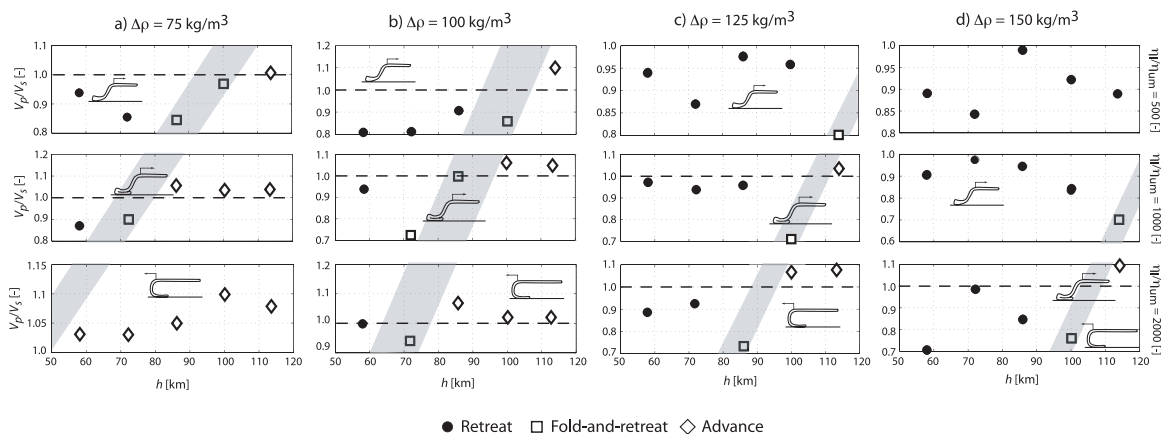 a) Δρ = 75 kg/m³ b) Δρ = 100 kg/m³ c) Δρ = 125 kg/m³ d) Δρ = 150 kg/m³
1.1 1.2 1.05 1.0
1.0 1.1 1.0 0.95
0.9 1.0 0.95 0.9
0.8 0.9 0.9 0.85
0.8 0.85 0.8
0.8
Vp/Vs [-]
ηl/ηum = 500 [-]
1.2 1.1 1.1 1.0
1.1 1.0 1.0 0.9
1.0 0.9 0.9 0.8
0.9 0.8 0.8 0.7
0.8 0.7 0.7 0.6
Vp/Vs [-]
ηl/ηum = 1000 [-]
1.15 1.2 1.1 1.1
1.1 1.1 1.0 1.0
1.05 1.0 0.9 0.9
1.0 0.9 0.8 0.8
0.7 0.7
Vp/Vs [-]
ηl/ηum = 2000 [-]
50 60 70 80 90 100 110 120 50 60 70 80 90 100 110 120 50 60 70 80 90 100 110 120 50 60 70 80 90 100 110 120
h [km] h [km] h [km] h [km]
Retreat Fold-and-retreat Advance